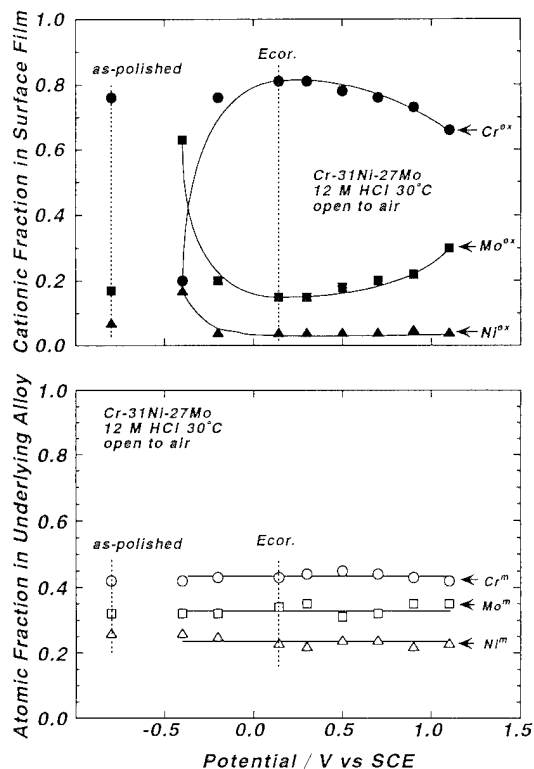 Cationic Fraction in Surface Film
1.0
0.8
0.6
0.4
0.2
0.0
as-polished
Ecor.
Cr-31Ni-27Mo
12 M HCl 30°C
open to air
Cr^ox
Mo^ox
Ni^ox
Atomic Fraction in Underlying Alloy
1.0
0.8
0.6
0.4
0.2
0.0
Cr-31Ni-27Mo
12 M HCl 30°C
open to air
as-polished
Ecor.
Cr^m
Mo^m
Ni^m
-0.5 0.0 0.5 1.0 1.5
Potential / V vs SCE